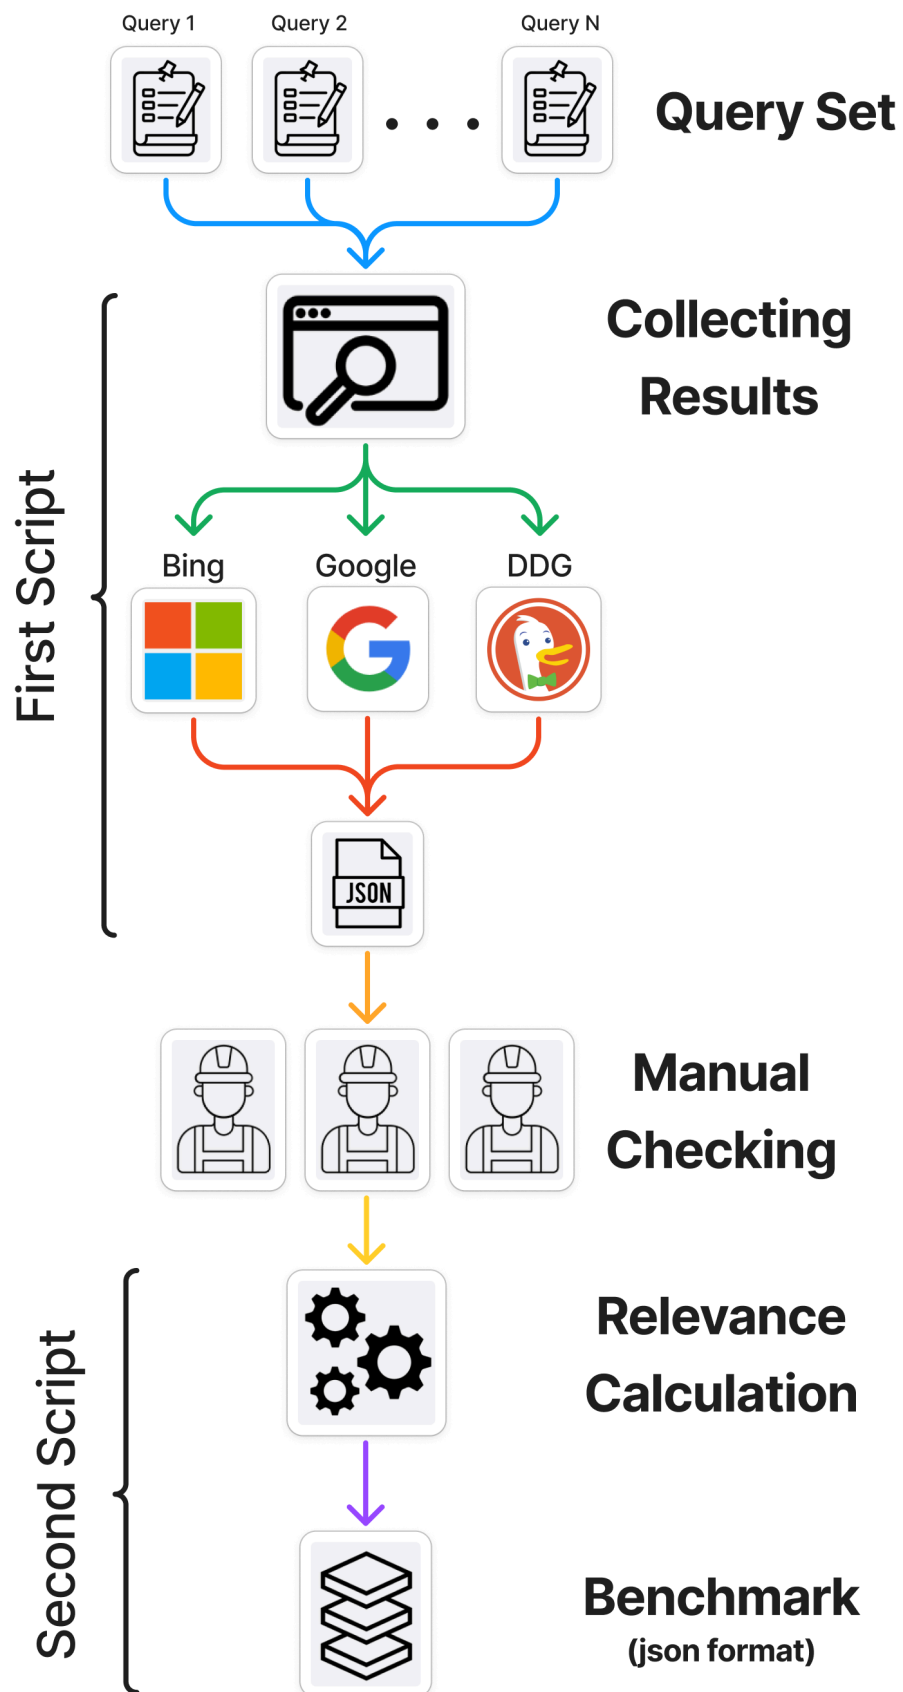 Query 1
Query 2
Query N
Query Set
Collecting
Results
First Script
Bing
Google
DDG
JSON
Manual
Checking
Second Script
Relevance
Calculation
Benchmark
(json format)